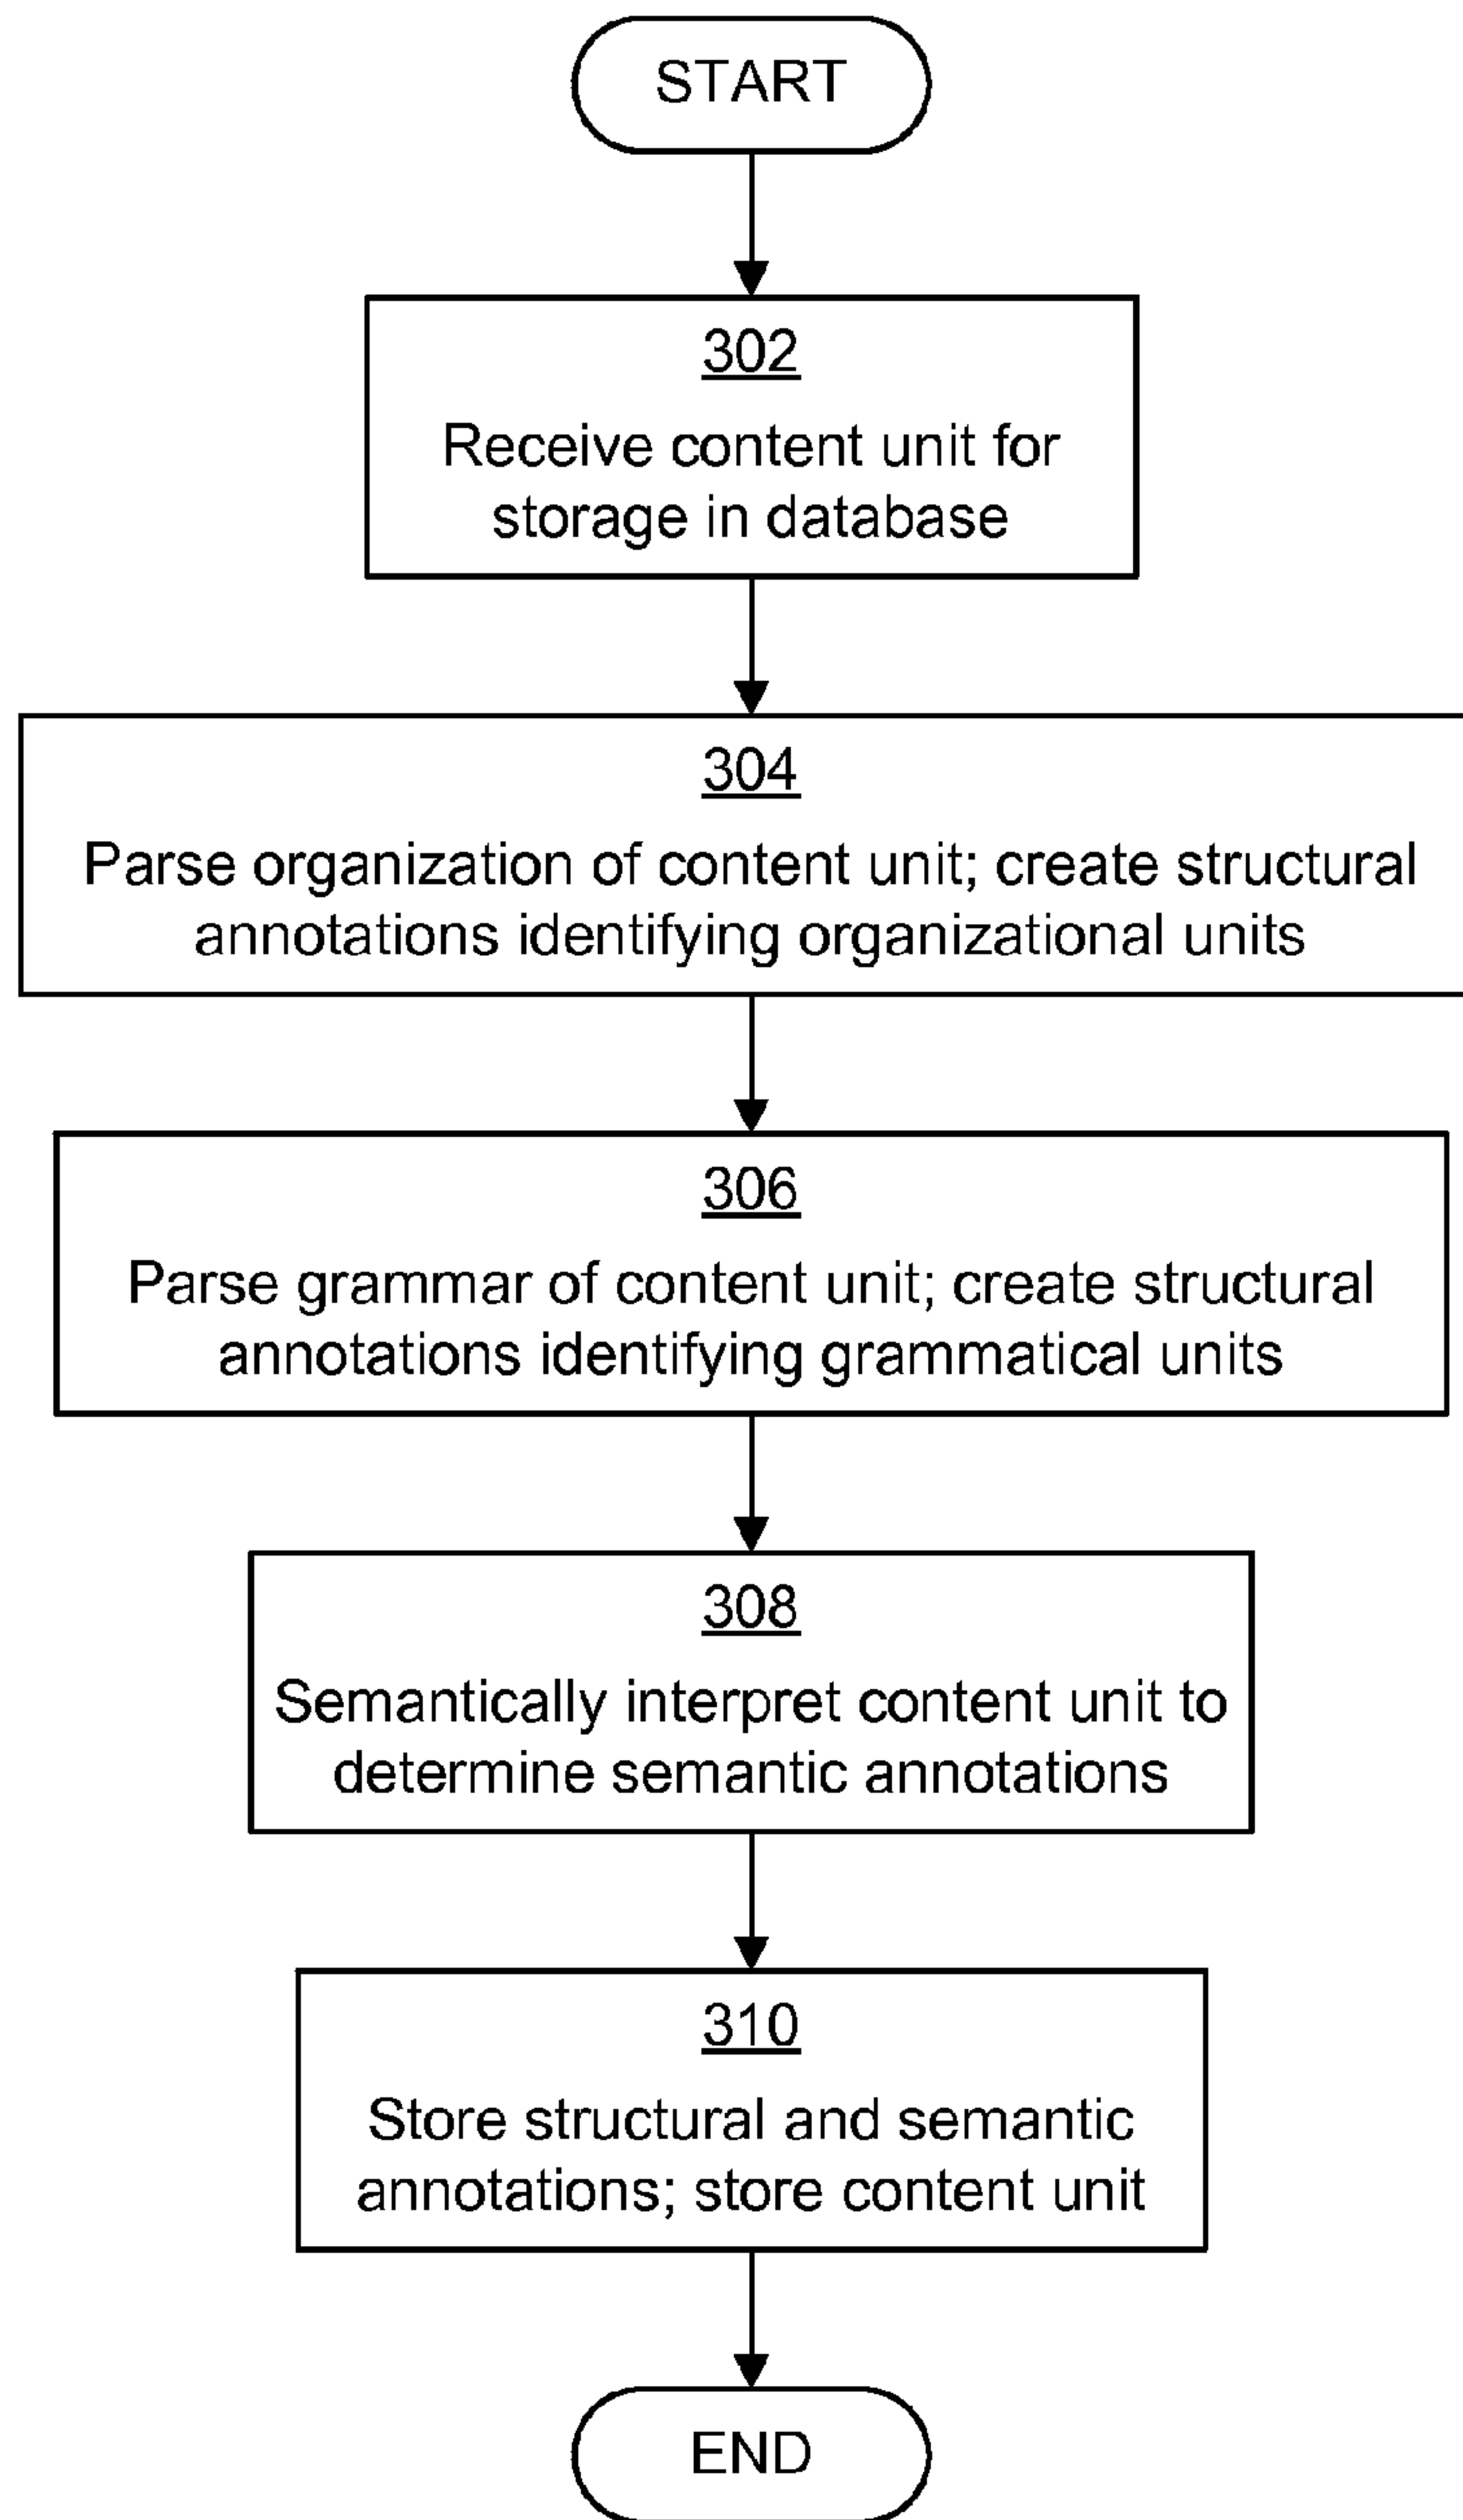 START
302
Receive content unit for
storage in database
304
Parse organization of content unit; create structural
annotations identifying organizational units
306
Parse grammar of content unit; create structural
annotations identifying grammatical units
308
Semantically interpret content unit to
determine semantic annotations
310
Store structural and semantic
annotations; store content unit
END